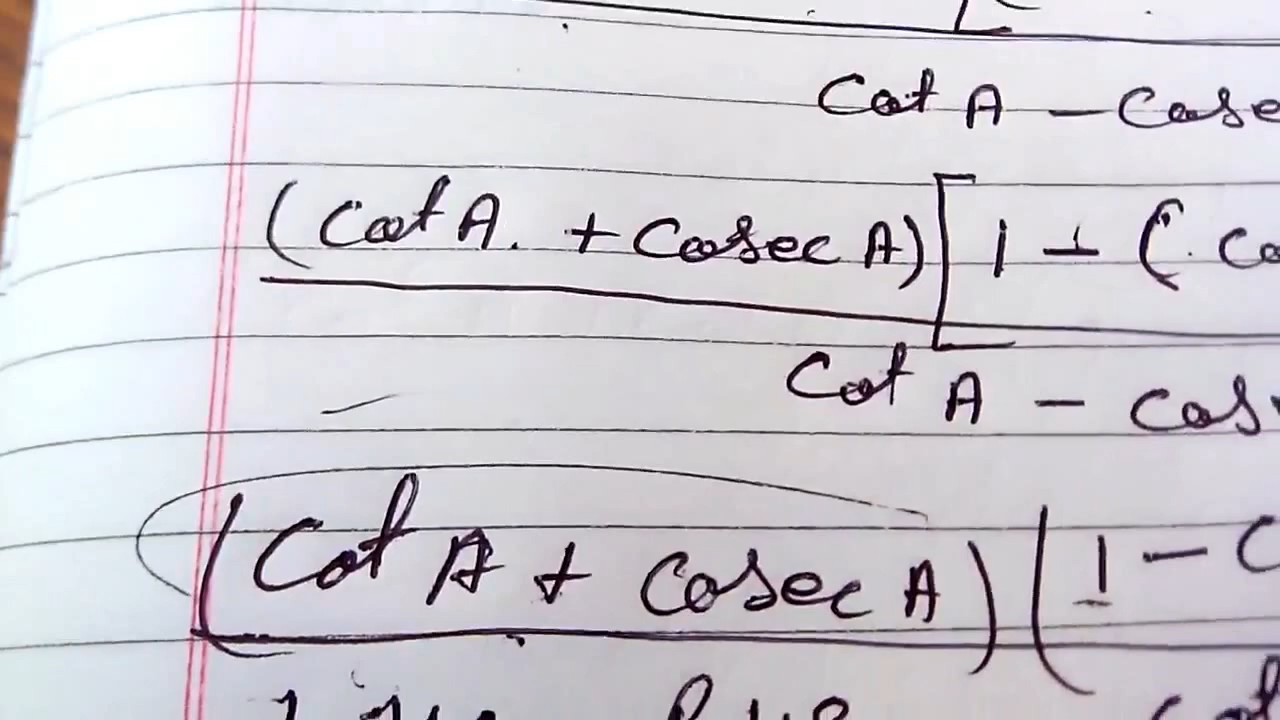 Cot A - Cose
(Cot A. + Cosec A) [ 1 - (. Co
Cot A - Cos
(Cot A + Cosec A) ( 1 - C